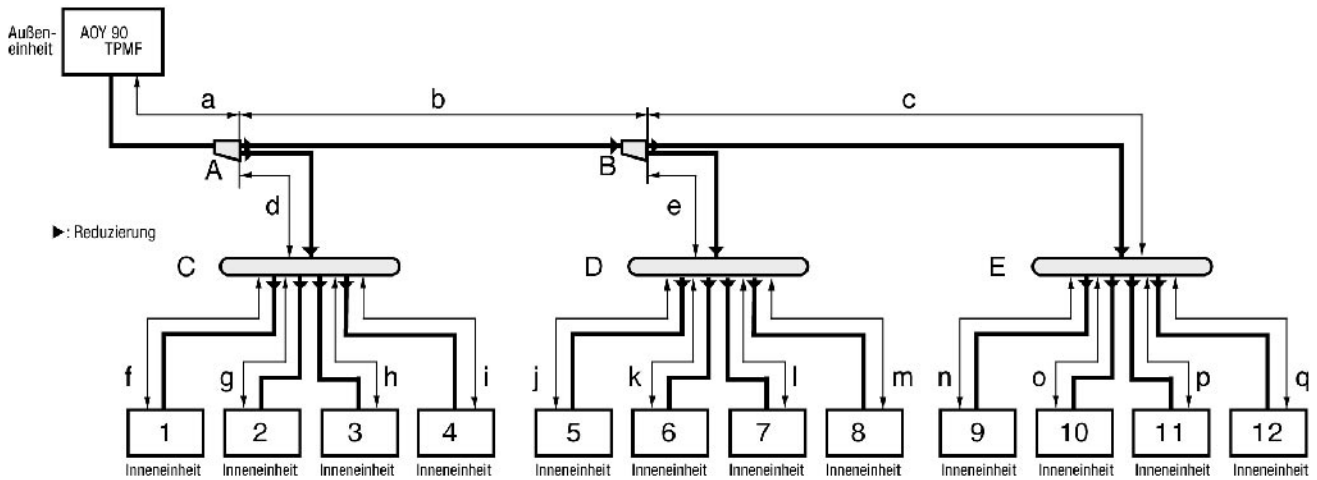 Außen-
einheit
AOY 90
TPMF
a
b
c
A
B
d
e
▶: Reduzierung
C
D
E
f
g
h
i
j
k
l
m
n
o
p
q
1
2
3
4
5
6
7
8
9
10
11
12
Inneneinheit
Inneneinheit
Inneneinheit
Inneneinheit
Inneneinheit
Inneneinheit
Inneneinheit
Inneneinheit
Inneneinheit
Inneneinheit
Inneneinheit
Inneneinheit